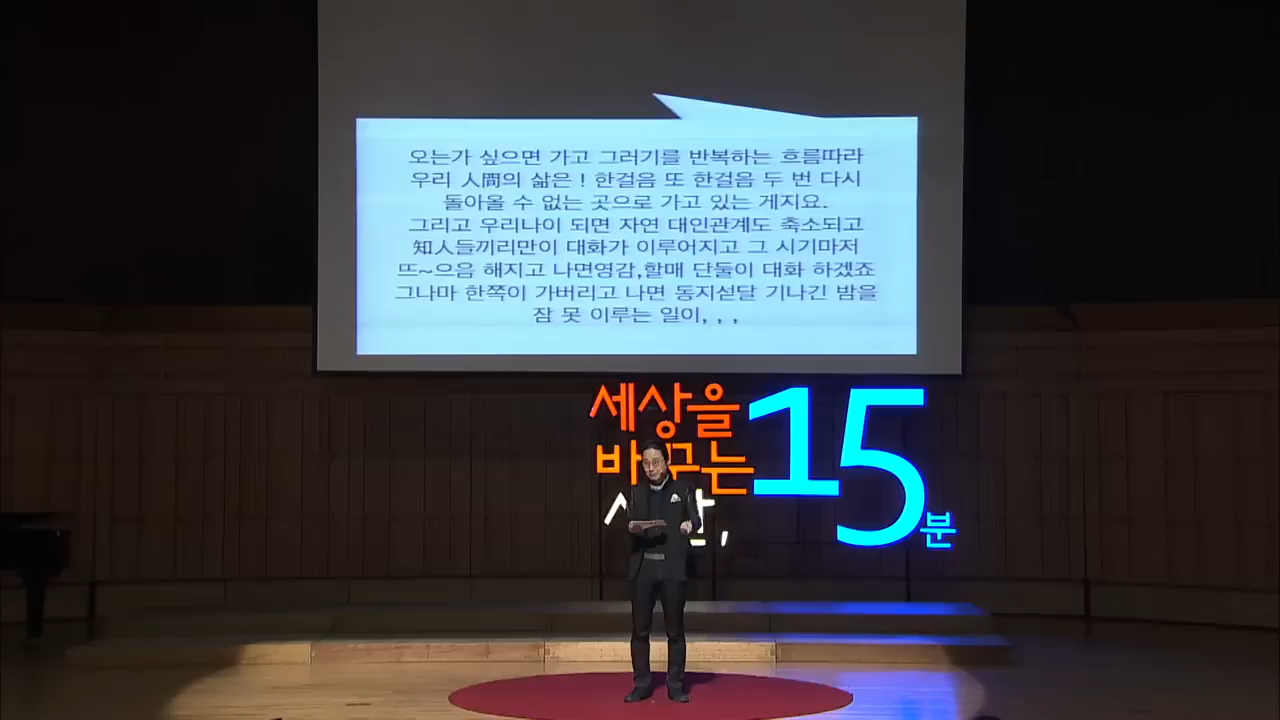 오는가 싶으면 가고 그러기를 반복하는 흐름따라
우리 人間의 삶은 ! 한걸음 또 한걸음 두 번 다시
돌아올 수 없는 곳으로 가고 있는 게지요.
그리고 우리나이 되면 자연 대인관계도 축소되고
知人들끼리만이 대화가 이루어지고 그 시기마저
뜨~으음 해지고 나면영감,할매 단둘이 대화 하겠죠
그나마 한쪽이 가버리고 나면 동지섣달 기나긴 밤을
잠 못 이루는 일이, , ,
세상을
바꾸는
15
분